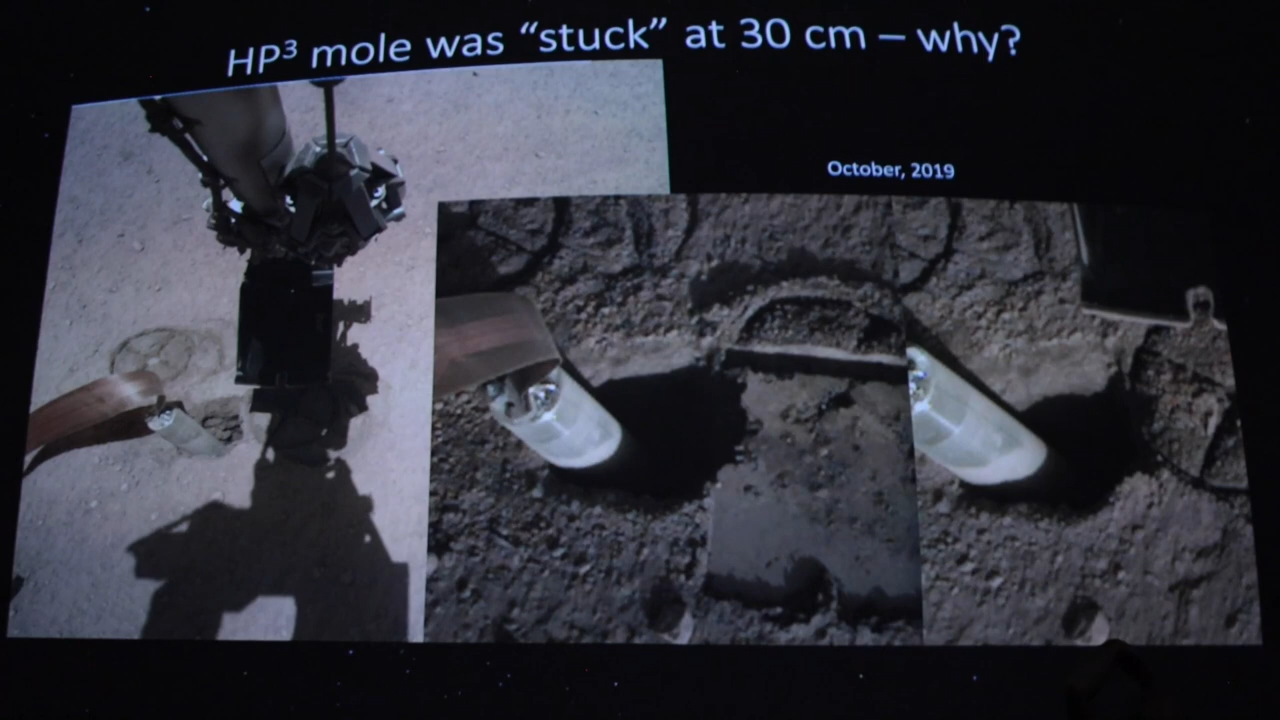 HP³ mole was “stuck” at 30 cm – why?
October, 2019